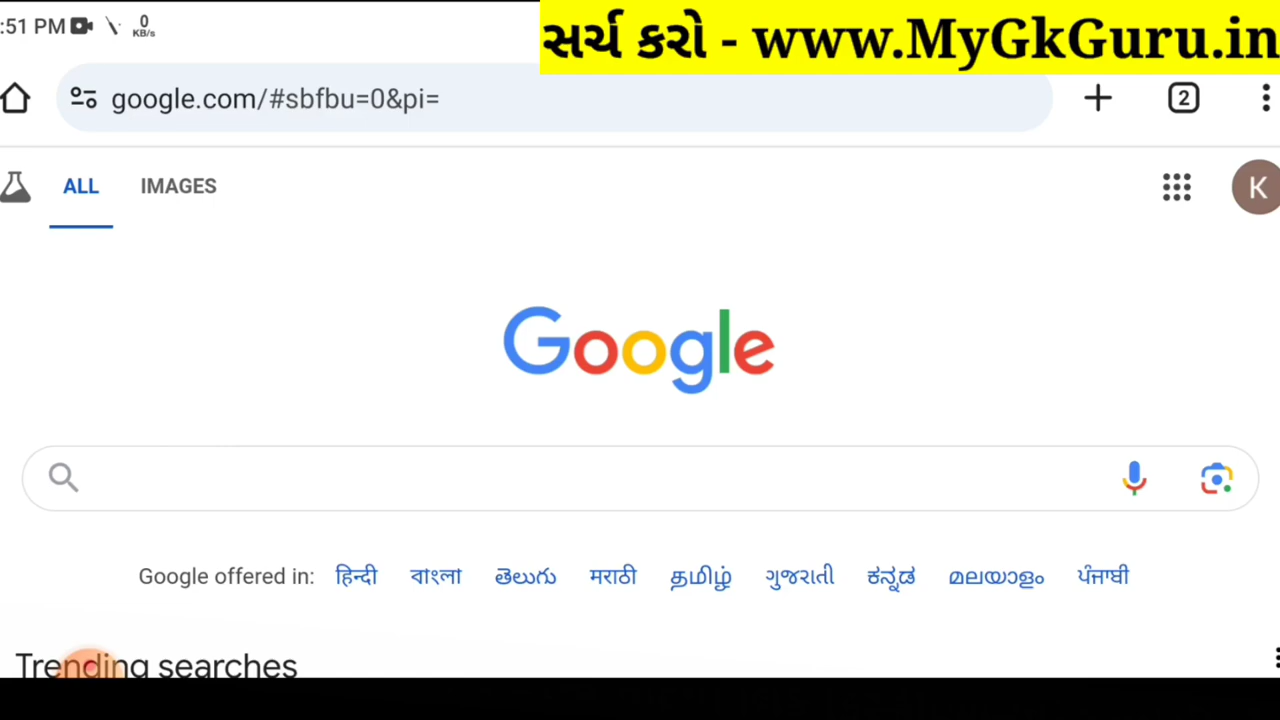 :51 PM 0 KB/s
સર્ચ કરો - www.MyGkGuru.in
google.com/#sbfbu=0&pi=
2
ALL IMAGES
K
Google
Google offered in: हिन्दी বাংলা తెలుగు मराठी தமிழ் ગુજરાતી ಕನ್ನಡ മലയാളം ਪੰਜਾਬੀ
Trending searches